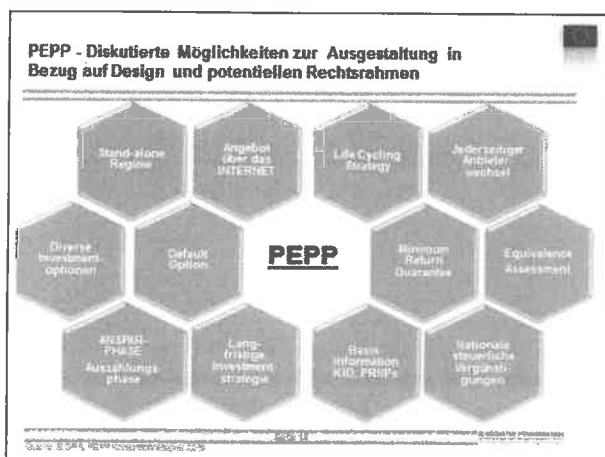 PEPP - Diskutierte Möglichkeiten zur Ausgestaltung in
Bezug auf Design und potentiellen Rechtsrahmen
Stand-alone
Regime
Angebot
über das
INTERNET
Life Cycling
Strategy
Jederzeitiger
Anbieter-
wechsel
Diverse
Investment-
optionen
Default
Option
PEPP
Minimum
Return
Guarantee
Equivalence
Assessment
ANSPAR-
PHASE
Auszahlungs
phase
Lang-
fristige
Investment-
strategie
Basis
Information
KID: PRIIPs
Nationale
steuerliche
Vergünsti-
gungen